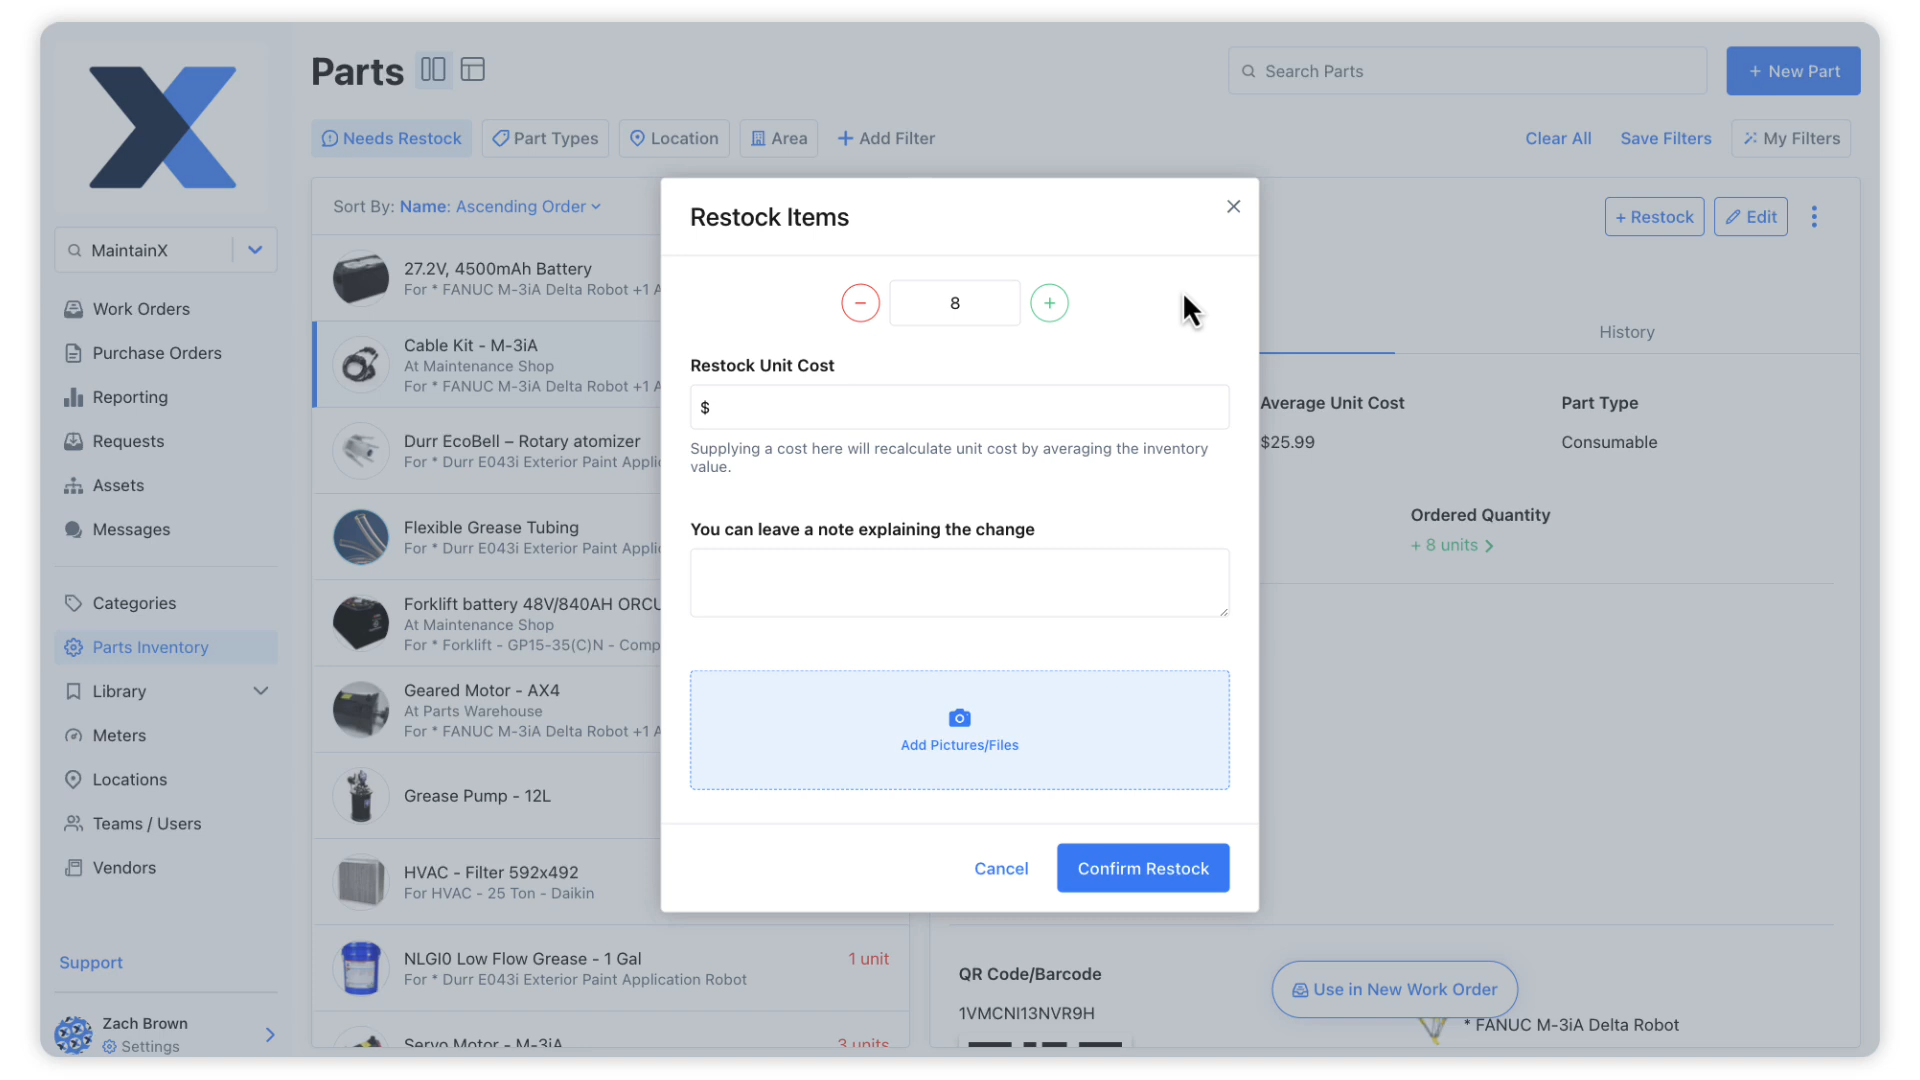 Parts
Search Parts
+ New Part
Needs Restock
Part Types
Location
Area
+ Add Filter
Clear All
Save Filters
My Filters
MaintainX
Work Orders
Purchase Orders
Reporting
Requests
Assets
Messages
Categories
Parts Inventory
Library
Meters
Locations
Teams / Users
Vendors
Support
Zach Brown
Settings
Sort By: Name: Ascending Order
27.2V, 4500mAh Battery
For * FANUC M-3iA Delta Robot +1
Cable Kit - M-3iA
At Maintenance Shop
For * FANUC M-3iA Delta Robot +1
Durr EcoBell – Rotary atomizer
For * Durr E043i Exterior Paint
Flexible Grease Tubing
For * Durr E043i Exterior Paint
Forklift battery 48V/840AH
At Maintenance Shop
For * Forklift - GP15-35(C)N -
Geared Motor - AX4
At Parts Warehouse
For * FANUC M-3iA Delta Robot +1
Grease Pump - 12L
HVAC - Filter 592x492
For HVAC - 25 Ton - Daikin
NLGI0 Low Flow Grease - 1 Gal
1 unit
For * Durr E043i Exterior Paint Application Robot
Servo Motor - M-3iA
3 units
Restock Items
8
Restock Unit Cost
$
Supplying a cost here will recalculate unit cost by averaging the inventory
value.
You can leave a note explaining the change
Add Pictures/Files
Cancel
Confirm Restock
+ Restock
Edit
History
Average Unit Cost
Part Type
$25.99
Consumable
Ordered Quantity
+ 8 units
QR Code/Barcode
1VMCNI13NVR9H
Use in New Work Order
* FANUC M-3iA Delta Robot